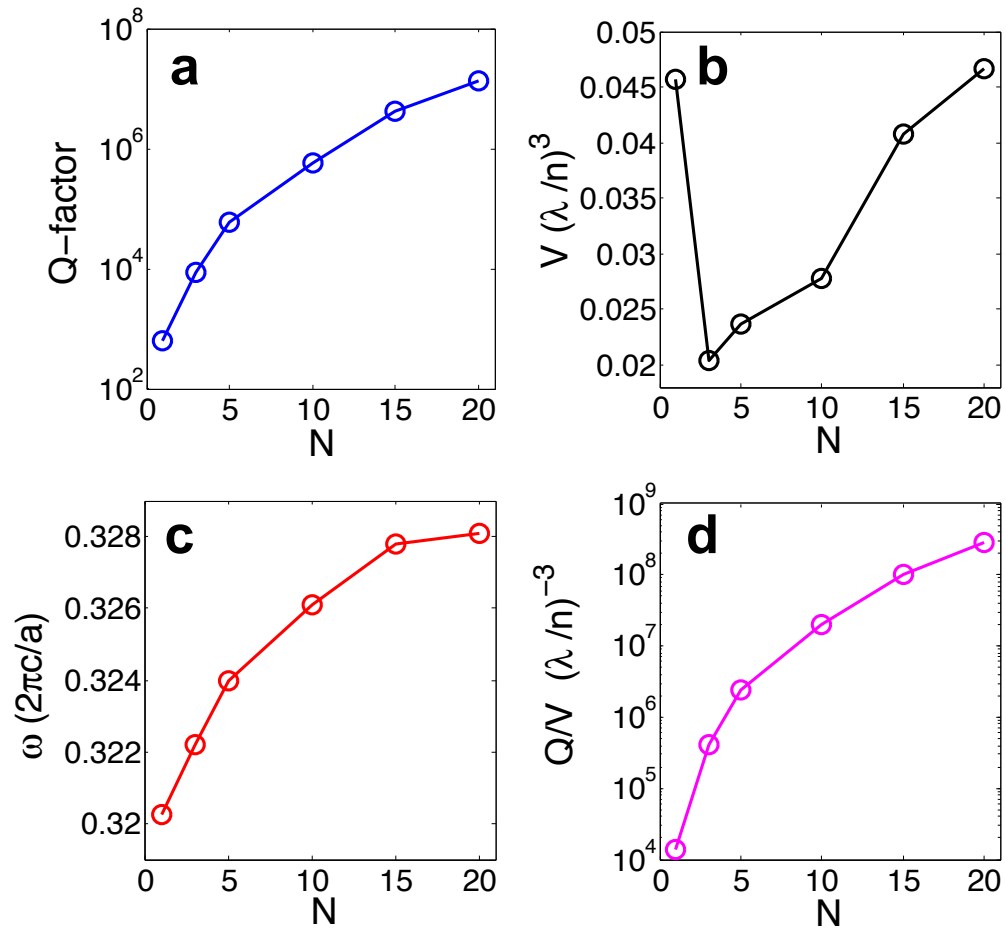 a
10^8
10^6
10^4
10^2
Q−factor
0 5 10 15 20
N
b
0.05
0.045
0.04
0.035
0.03
0.025
0.02
V (λ /n)^3
0 5 10 15 20
N
c
0.328
0.326
0.324
0.322
0.32
ω (2πc/a)
0 5 10 15 20
N
d
10^9
10^8
10^7
10^6
10^5
10^4
Q/V (λ /n)^−3
0 5 10 15 20
N